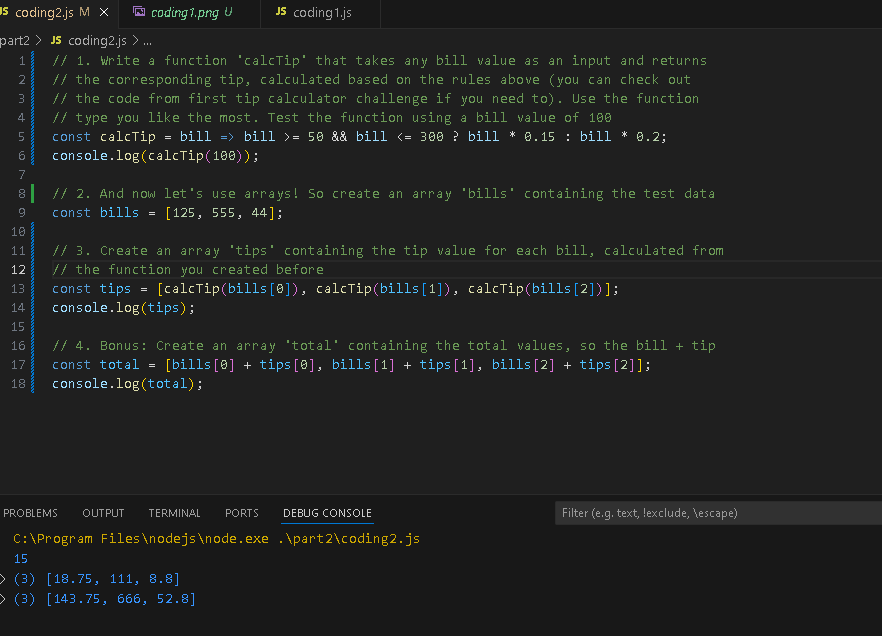 JS coding2.js M ×
coding1.png U
JS coding1.js
part2 > JS coding2.js > ...
1 // 1. Write a function 'calcTip' that takes any bill value as an input and returns
2 // the corresponding tip, calculated based on the rules above (you can check out
3 // the code from first tip calculator challenge if you need to). Use the function
4 // type you like the most. Test the function using a bill value of 100
5 const calcTip = bill => bill >= 50 && bill <= 300 ? bill * 0.15 : bill * 0.2;
6 console.log(calcTip(100));
7
8 // 2. And now let's use arrays! So create an array 'bills' containing the test data
9 const bills = [125, 555, 44];
10
11 // 3. Create an array 'tips' containing the tip value for each bill, calculated from
12 // the function you created before
13 const tips = [calcTip(bills[0]), calcTip(bills[1]), calcTip(bills[2])];
14 console.log(tips);
15
16 // 4. Bonus: Create an array 'total' containing the total values, so the bill + tip
17 const total = [bills[0] + tips[0], bills[1] + tips[1], bills[2] + tips[2]];
18 console.log(total);
PROBLEMS OUTPUT TERMINAL PORTS DEBUG CONSOLE Filter (e.g. text, !exclude, \escape)
C:\Program Files\nodejs\node.exe .\part2\coding2.js
15
> (3) [18.75, 111, 8.8]
> (3) [143.75, 666, 52.8]